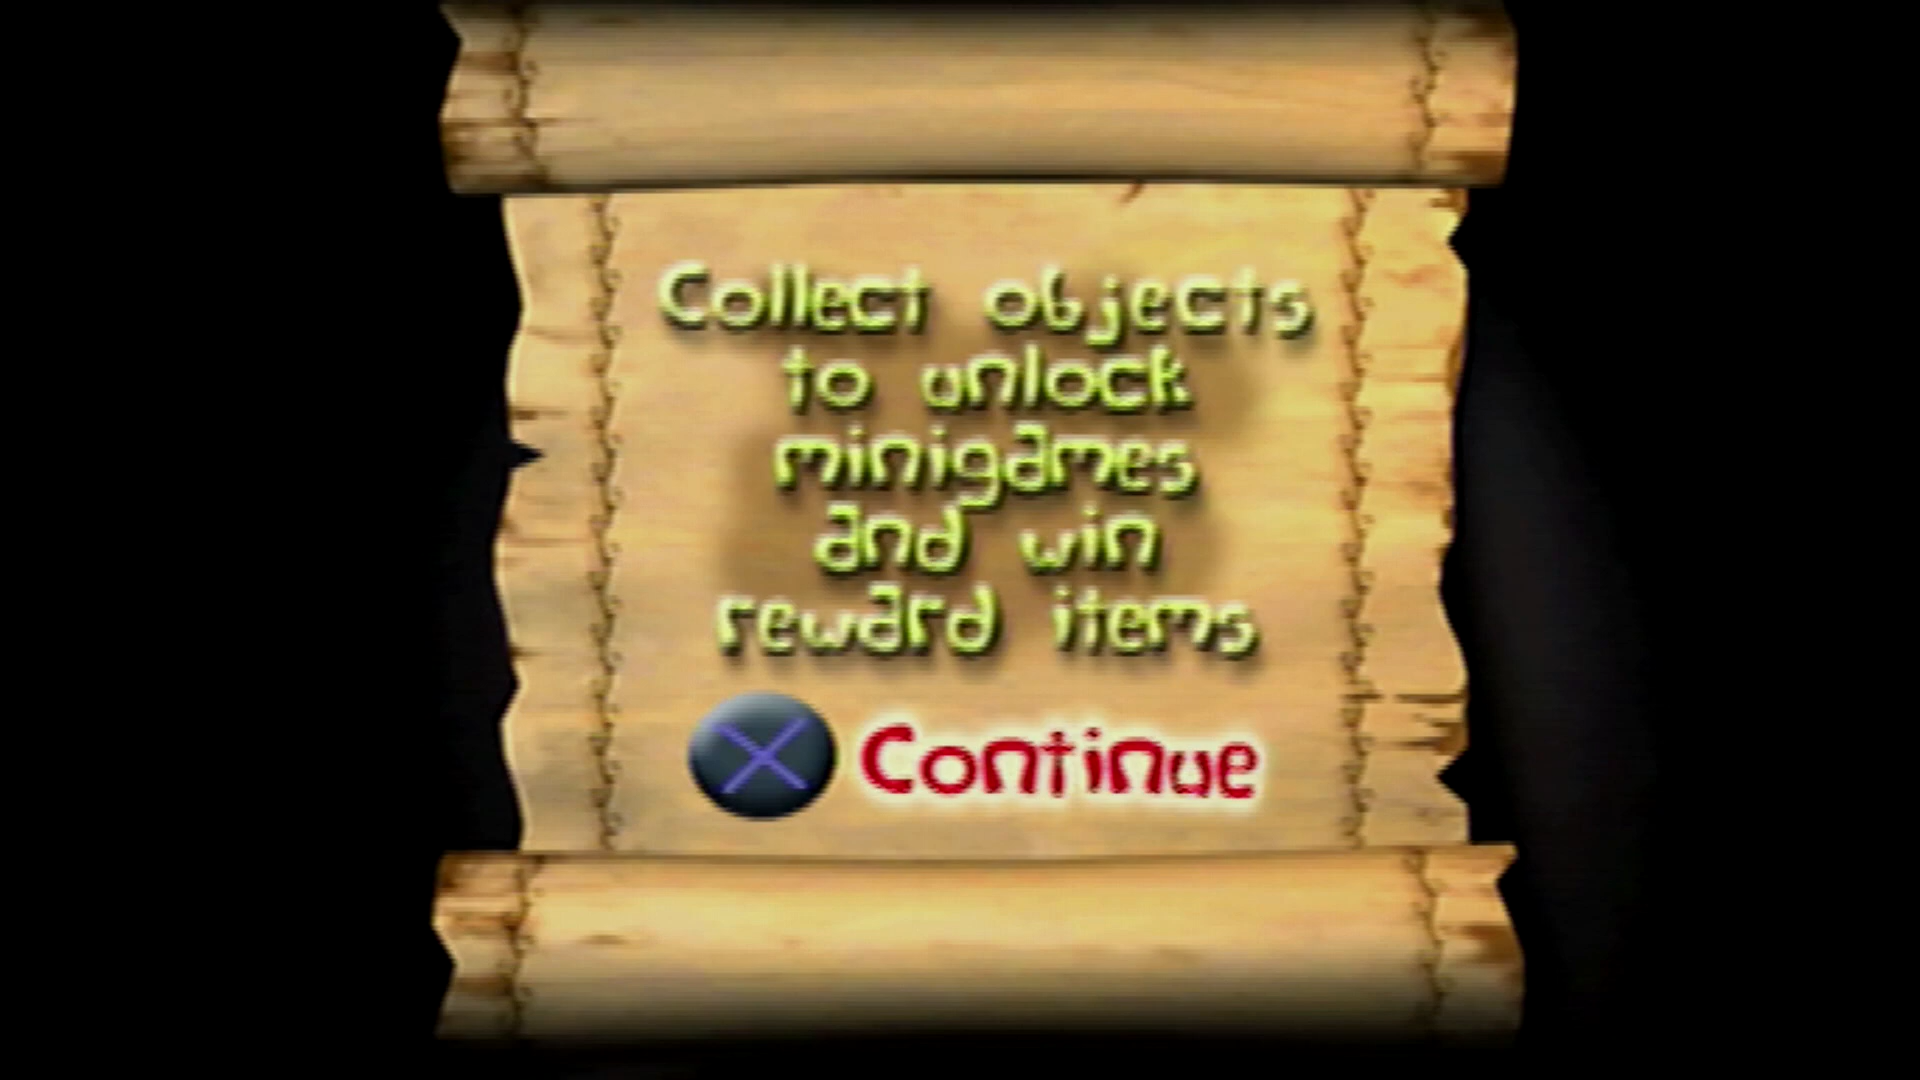 Collect objects
to unlock
minigames
and win
reward items
Continue